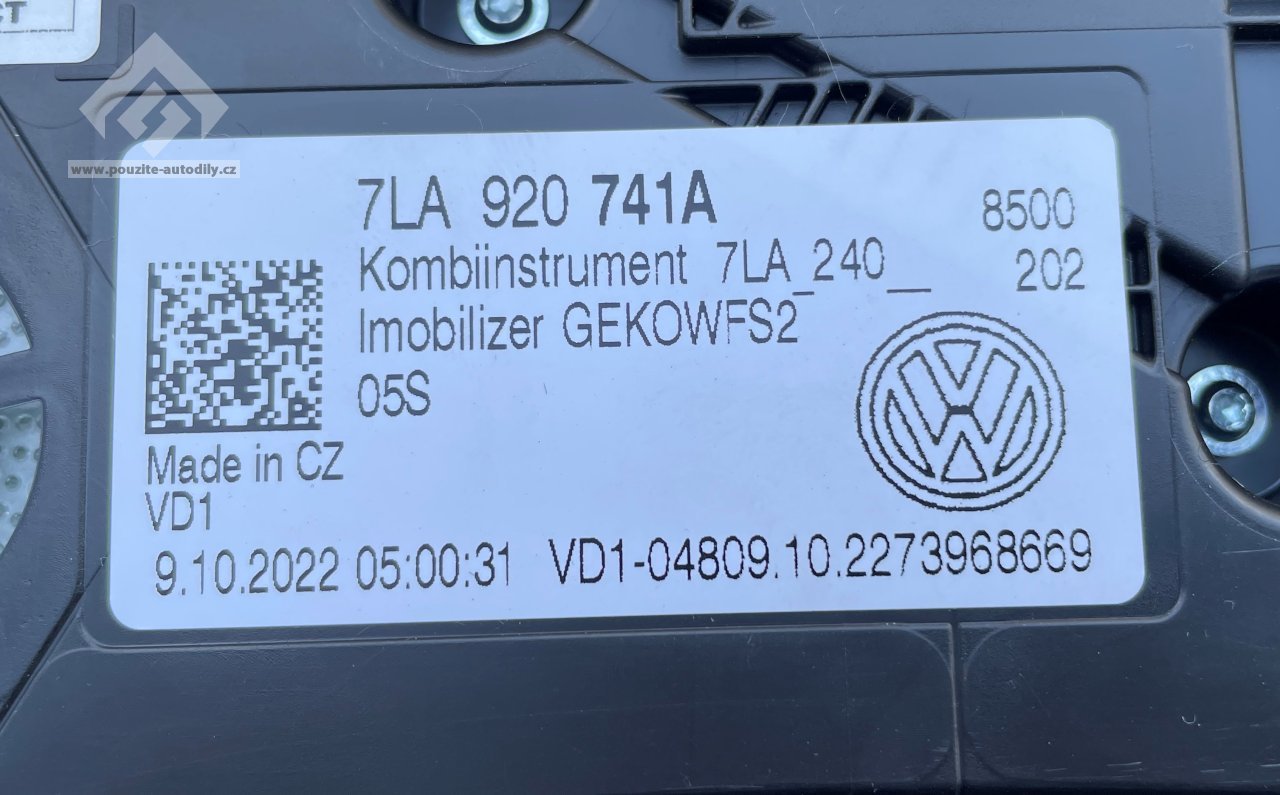 CT
www.pouzite-autodily.cz
7LA 920 741A
8500
Kombiinstrument 7LA_240__
202
Imobilizer GEKOWFS2
05S
Made in CZ
VD1
9.10.2022 05:00:31 VD1-04809.10.2273968669